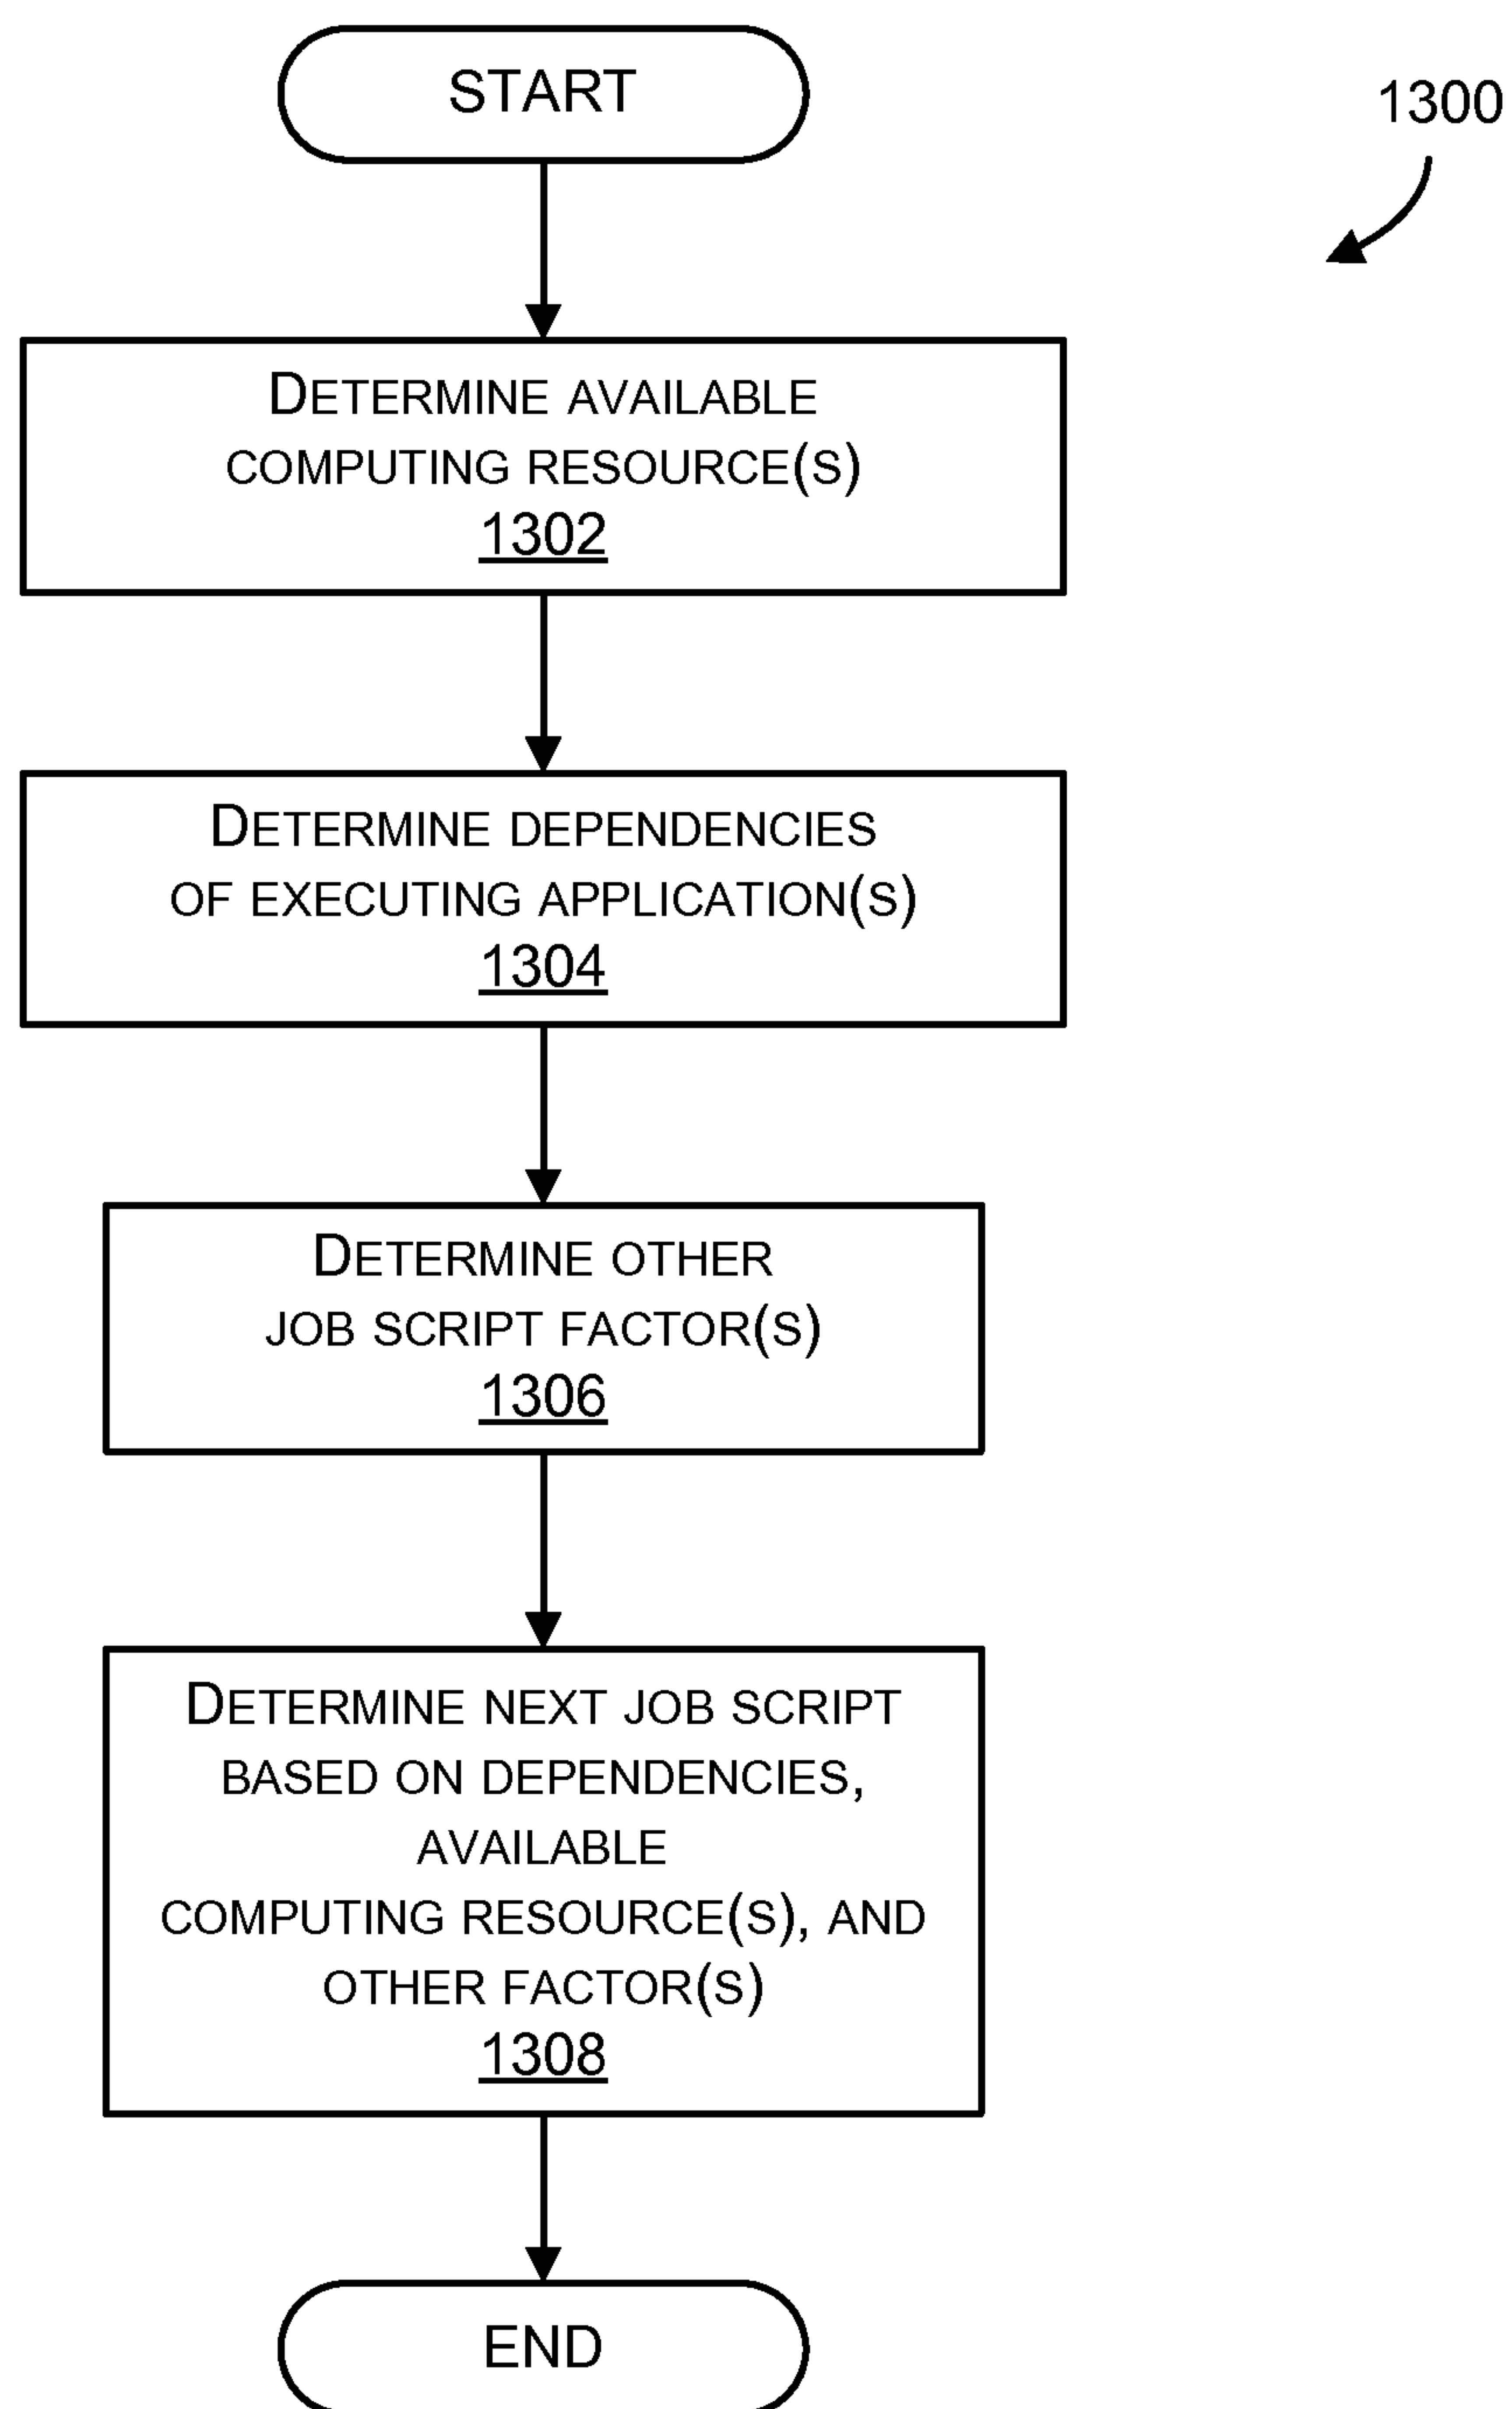 START
1300
DETERMINE AVAILABLE
COMPUTING RESOURCE(S)
1302
DETERMINE DEPENDENCIES
OF EXECUTING APPLICATION(S)
1304
DETERMINE OTHER
JOB SCRIPT FACTOR(S)
1306
DETERMINE NEXT JOB SCRIPT
BASED ON DEPENDENCIES,
AVAILABLE
COMPUTING RESOURCE(S), AND
OTHER FACTOR(S)
1308
END